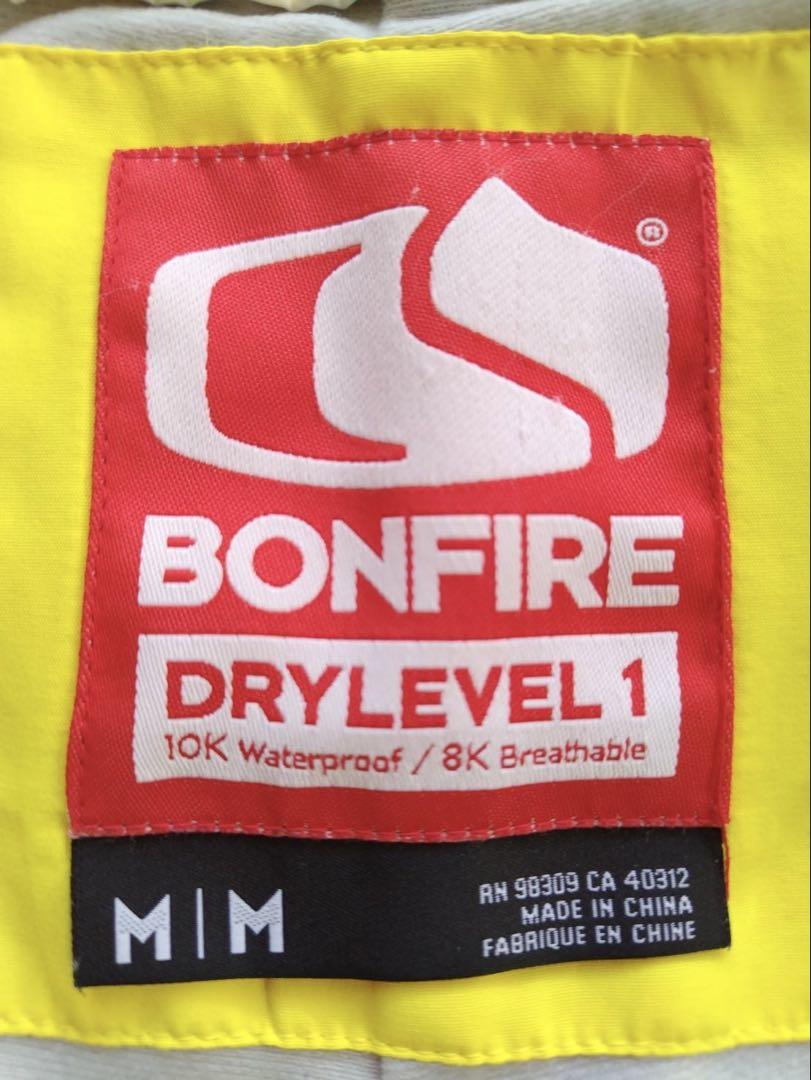 ®
BONFIRE
DRYLEVEL 1
10K Waterproof / 8K Breathable
M | M
RN 98309 CA 40312
MADE IN CHINA
FABRIQUE EN CHINE